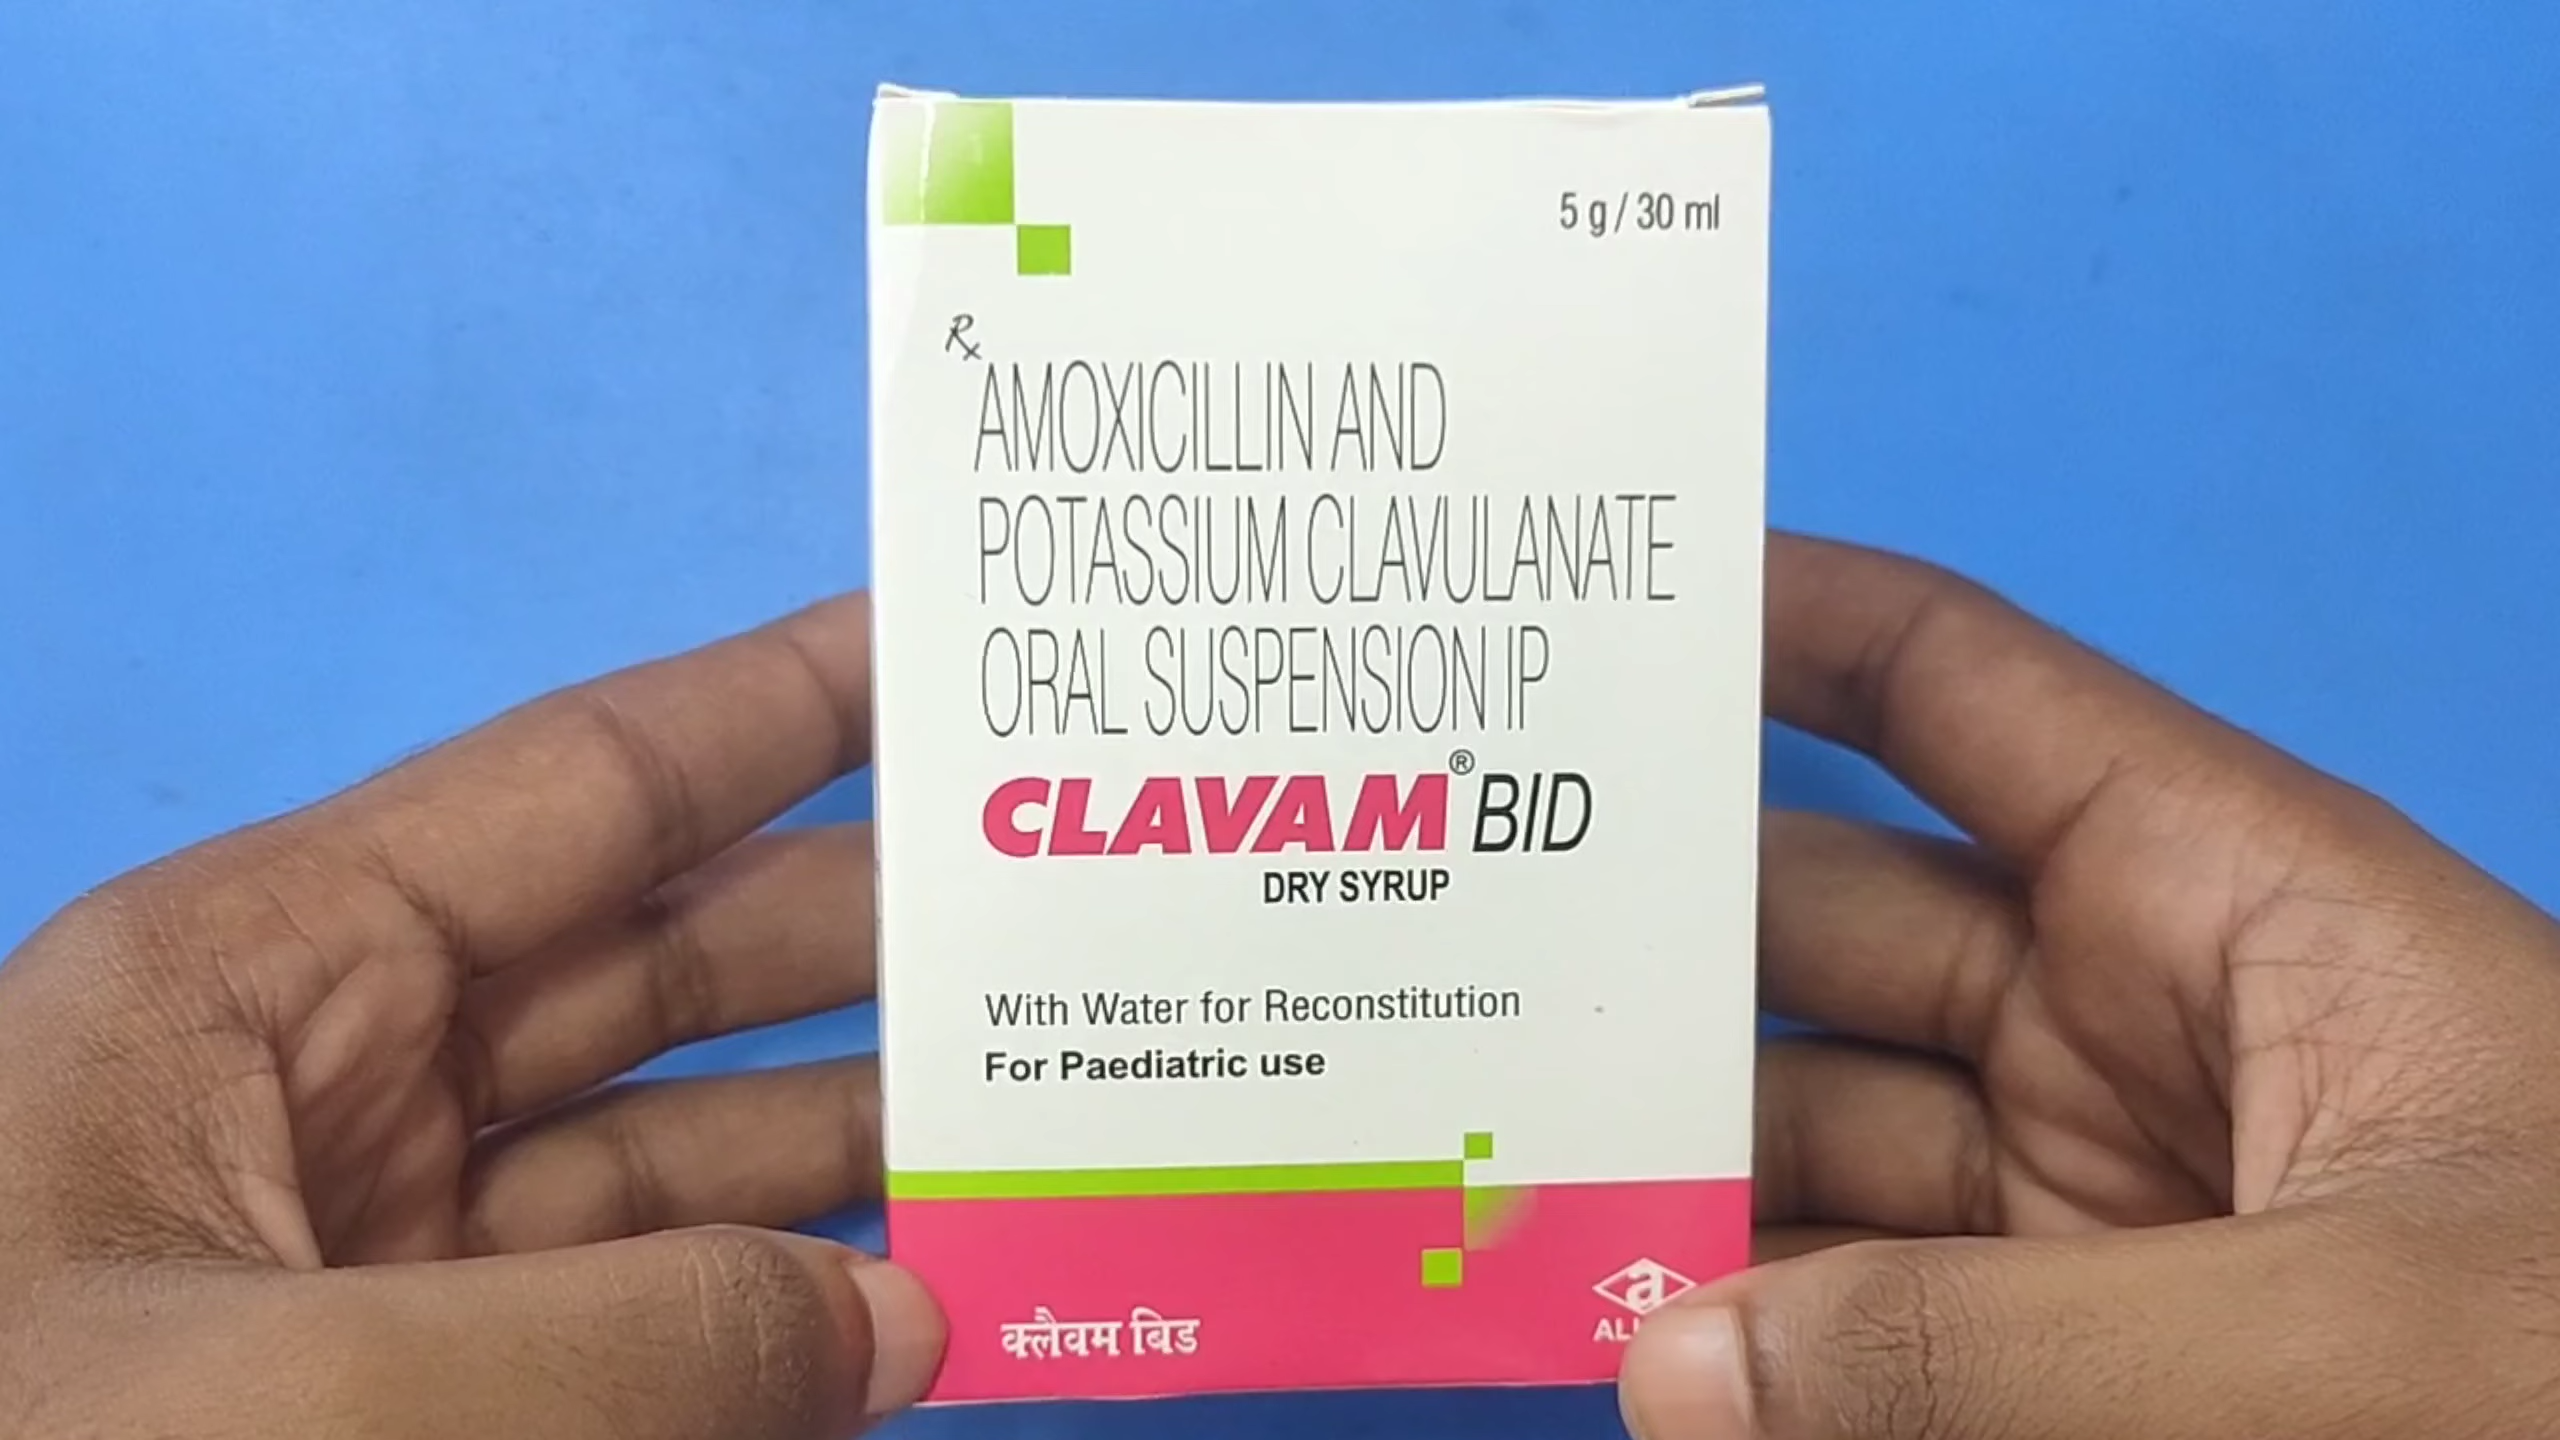 5 g / 30 ml
Rx
AMOXICILLIN AND
POTASSIUM CLAVULANATE
ORAL SUSPENSION IP
CLAVAM® BID
DRY SYRUP
With Water for Reconstitution
For Paediatric use
क्लैवम बिड
a